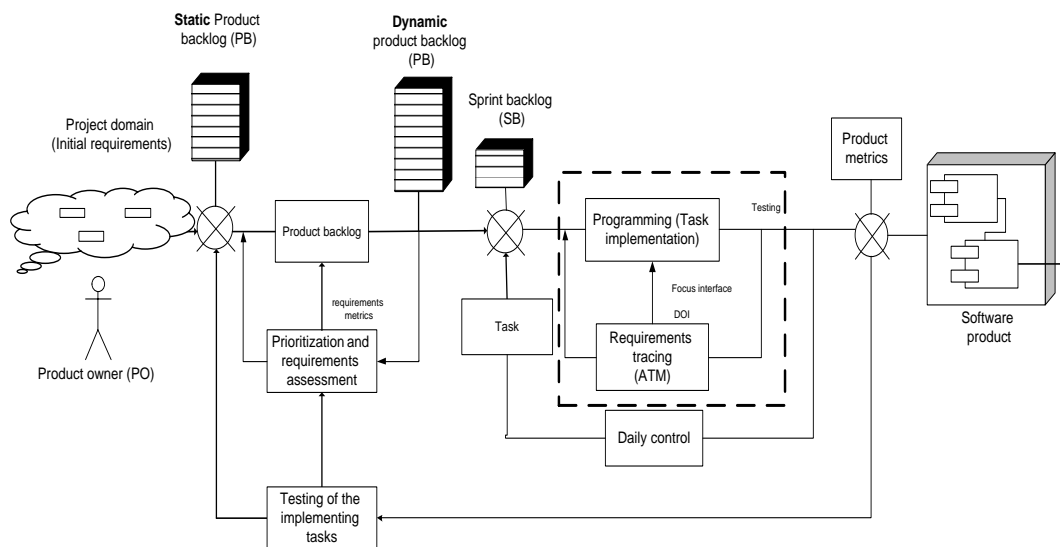 Static Product
backlog (PB)
Dynamic
product backlog
(PB)
Sprint backlog
(SB)
Project domain
(Initial requirements)
Product
metrics
Product backlog
Programming (Task
implementation)
Testing
requirements
metrics
Focus interface
DOI
Task
Prioritization and
requirements
assessment
Requirements
tracing
(ATM)
Software
product
Product owner (PO)
Daily control
Testing of the
implementing
tasks